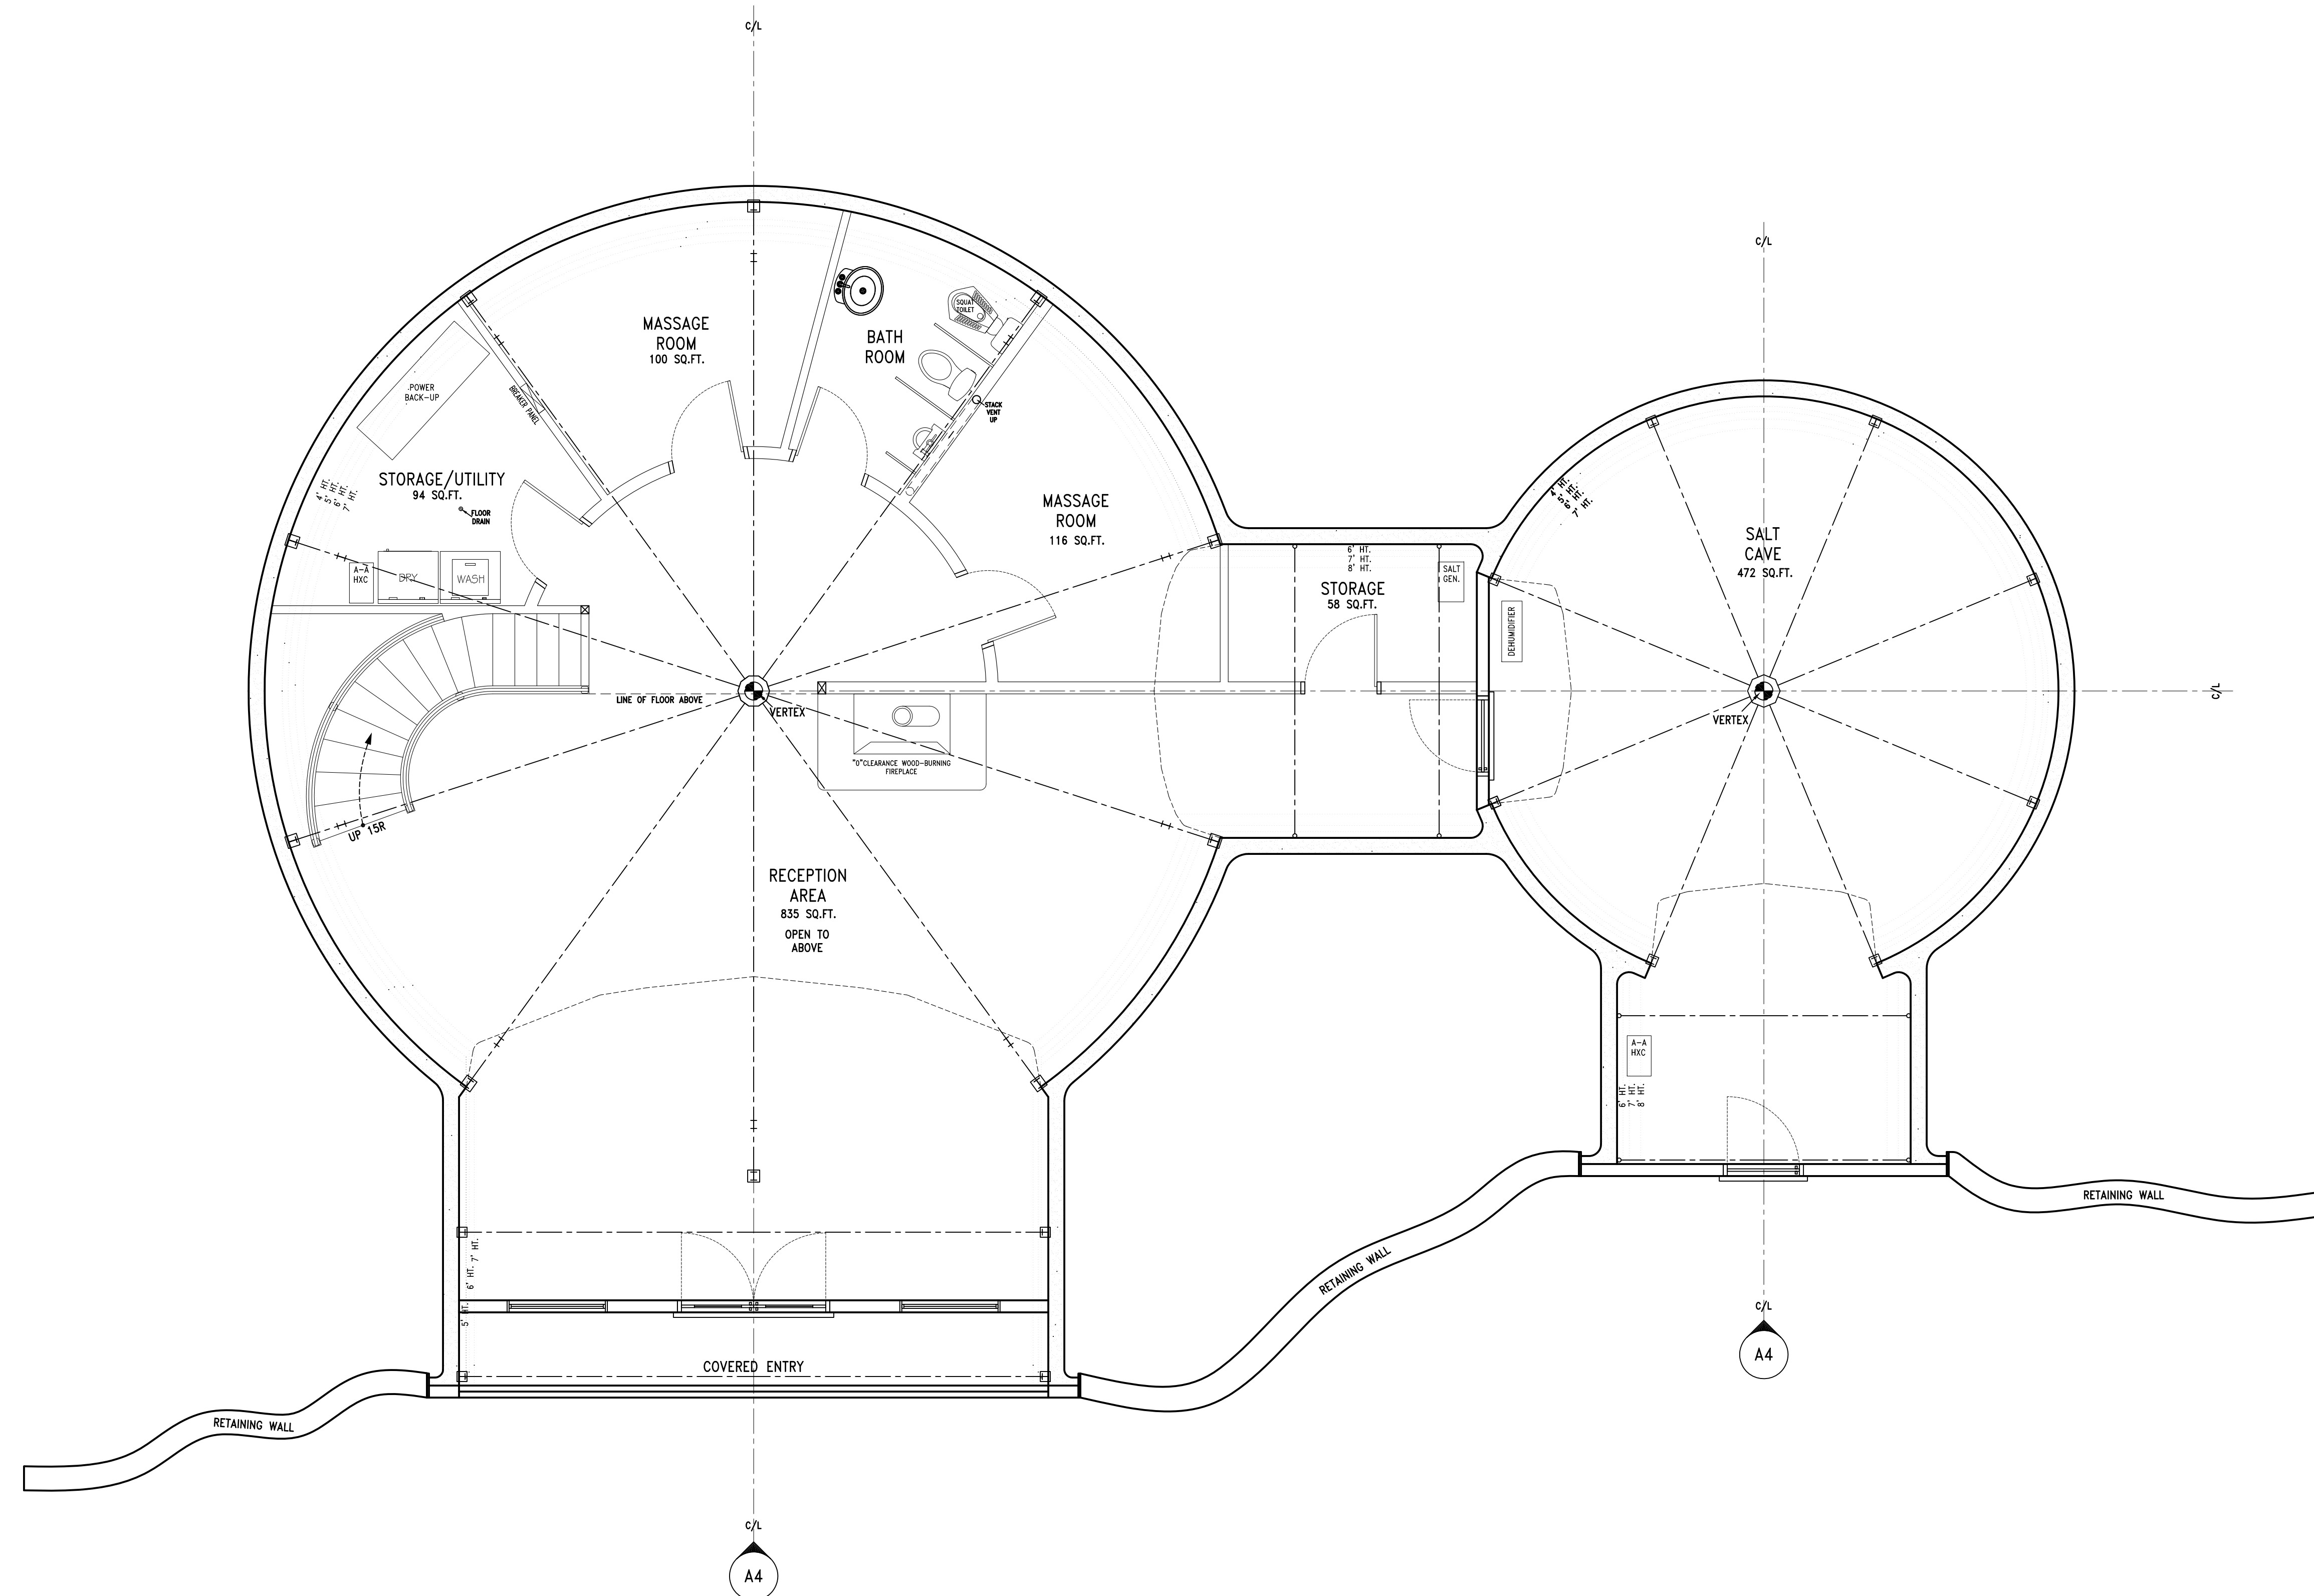 C/L
C/L
MASSAGE
ROOM
100 SQ.FT.
BATH
ROOM
SQUAT
TOILET
STACK
VENT
UP
POWER
BACK-UP
BREAKER PANEL
STORAGE/UTILITY
94 SQ.FT.
FLOOR
DRAIN
4' HT.
5' HT.
6' HT.
7' HT.
A-A
HXC
DRY
WASH
MASSAGE
ROOM
116 SQ.FT.
6' HT.
7' HT.
8' HT.
STORAGE
58 SQ.FT.
SALT
GEN.
DEHUMIDIFIER
4' HT.
5' HT.
6' HT.
7' HT.
SALT
CAVE
472 SQ.FT.
VERTEX
C/L
LINE OF FLOOR ABOVE
VERTEX
"0"CLEARANCE WOOD-BURNING
FIREPLACE
UP 15R
RECEPTION
AREA
835 SQ.FT.
OPEN TO
ABOVE
A-A
HXC
6' HT.
7' HT.
8' HT.
RETAINING WALL
RETAINING WALL
5' HT.
6' HT.
7' HT.
COVERED ENTRY
RETAINING WALL
C/L
A4
C/L
A4